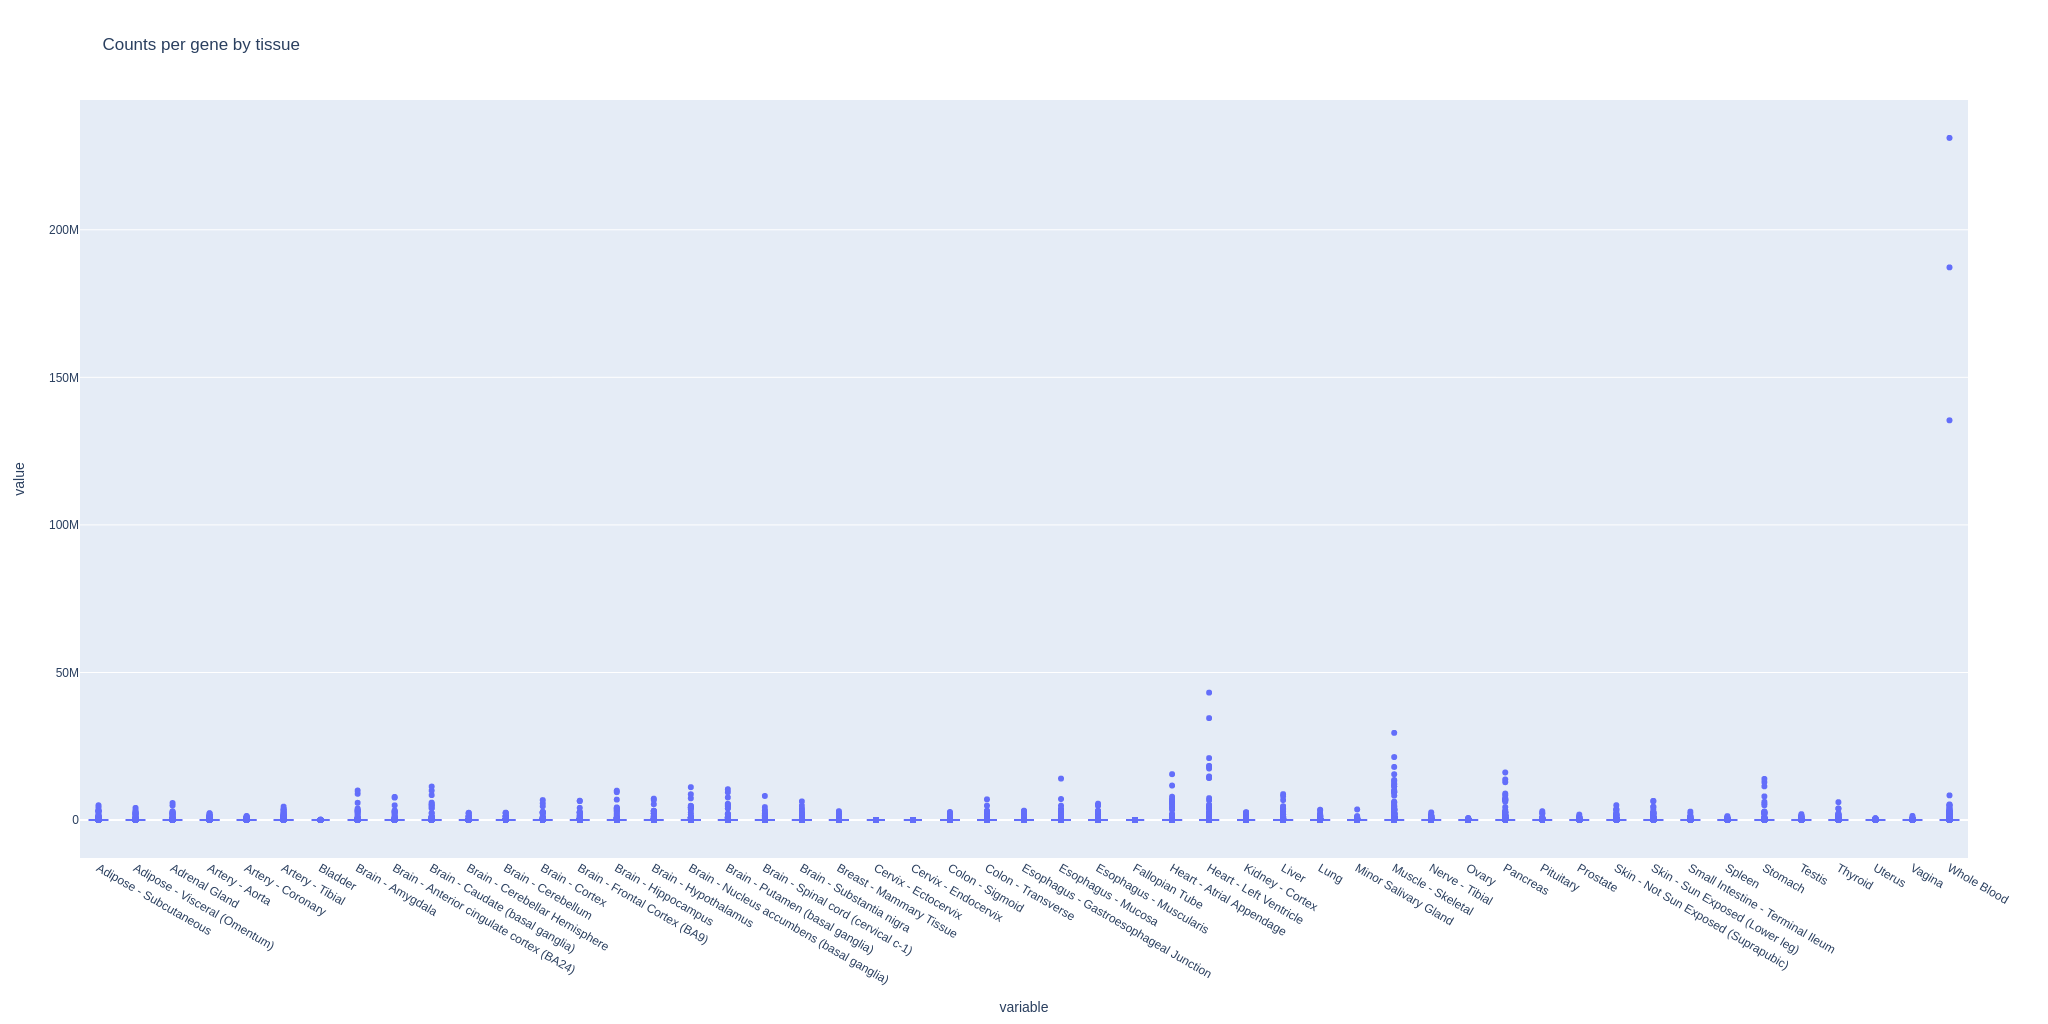 Counts per gene by tissue
200M
150M
100M
50M
0
value
Adipose - Subcutaneous
Adipose - Visceral (Omentum)
Adrenal Gland
Artery - Aorta
Artery - Coronary
Artery - Tibial
Bladder
Brain - Amygdala
Brain - Anterior cingulate cortex (BA24)
Brain - Caudate (basal ganglia)
Brain - Cerebellar Hemisphere
Brain - Cerebellum
Brain - Cortex
Brain - Frontal Cortex (BA9)
Brain - Hippocampus
Brain - Hypothalamus
Brain - Nucleus accumbens (basal ganglia)
Brain - Putamen (basal ganglia)
Brain - Spinal cord (cervical c-1)
Brain - Substantia nigra
Breast - Mammary Tissue
Cervix - Ectocervix
Cervix - Endocervix
Colon - Sigmoid
Colon - Transverse
Esophagus - Gastroesophageal Junction
Esophagus - Mucosa
Esophagus - Muscularis
Fallopian Tube
Heart - Atrial Appendage
Heart - Left Ventricle
Kidney - Cortex
Liver
Lung
Minor Salivary Gland
Muscle - Skeletal
Nerve - Tibial
Ovary
Pancreas
Pituitary
Prostate
Skin - Not Sun Exposed (Suprapubic)
Skin - Sun Exposed (Lower leg)
Small Intestine - Terminal Ileum
Spleen
Stomach
Testis
Thyroid
Uterus
Vagina
Whole Blood
variable